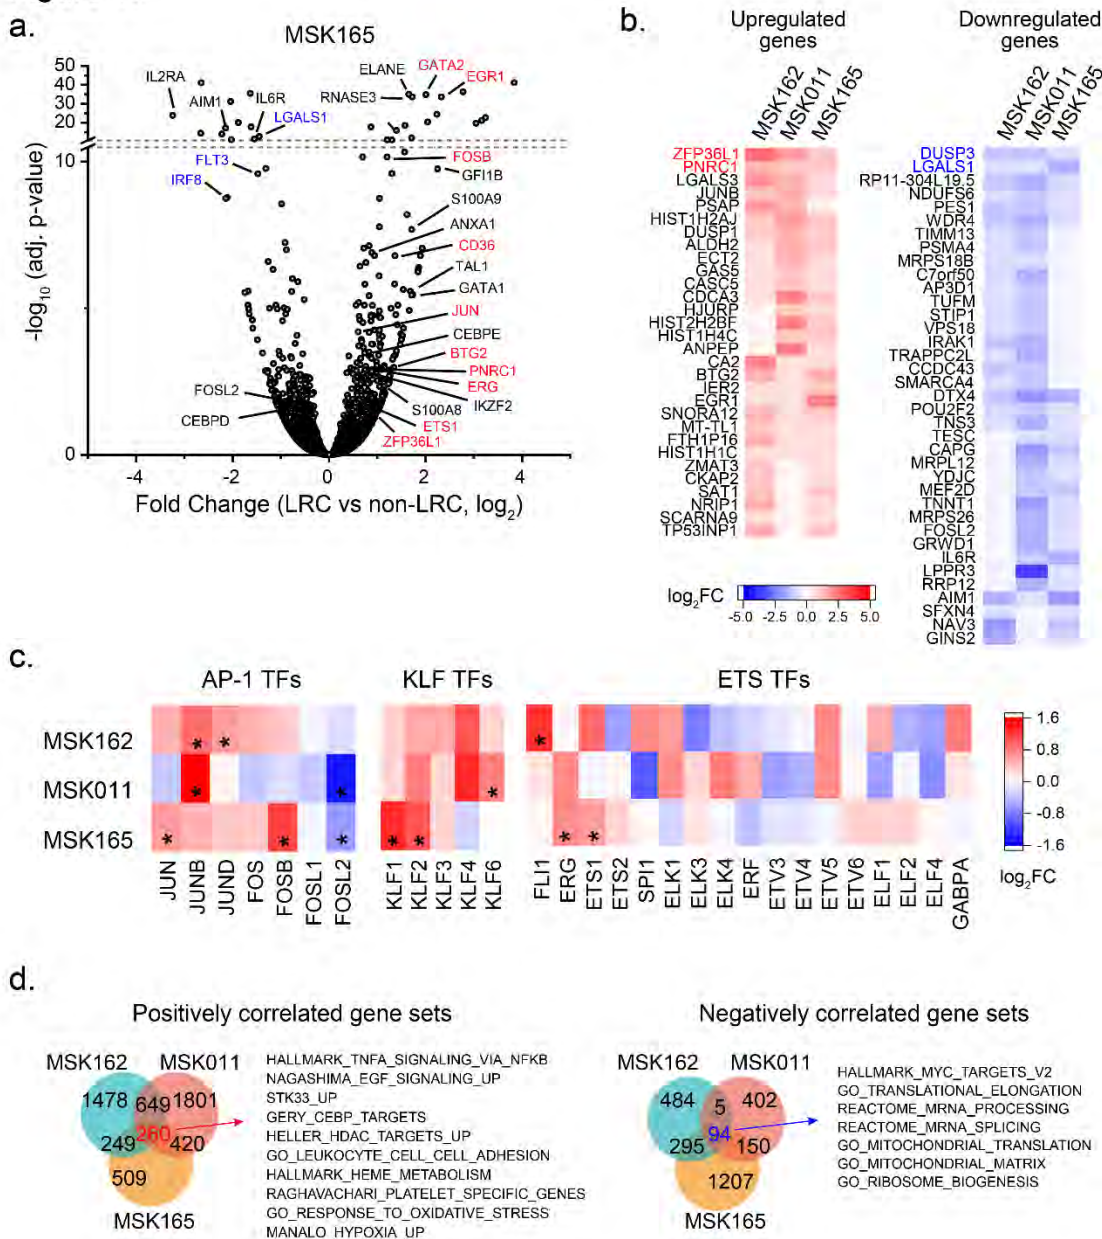 a.
MSK165
-log10 (adj. p-value)
50
40
30
20
10
0
-4
-2
0
2
4
Fold Change (LRC vs non-LRC, log2)
IL2RA
AIM1
IL6R
LGALS1
FLT3
IRF8
ELANE
GATA2
EGR1
RNASE3
FOSB
GFI1B
S100A9
ANXA1
CD36
TAL1
GATA1
JUN
CEBPE
BTG2
PNRC1
ERG
IKZF2
S100A8
ETS1
ZFP36L1
FOSL2
CEBPD
b.
Upregulated
genes
MSK162
MSK011
MSK165
ZFP36L1
PNRC1
LGALS3
JUNB
PSAP
HIST1H2AJ
DUSP1
ALDH2
ECT2
GAS5
CASC5
CDCA3
HJURP
HIST2H2BF
HIST1H4C
ANPEP
CA2
BTG2
IER2
EGR1
SNORA12
MT-TL1
FTH1P16
HIST1H1C
ZMAT3
CKAP2
SAT1
NRIP1
SCARNA9
TP53INP1
log2FC
-5.0
-2.5
0.0
2.5
5.0
Downregulated
genes
MSK162
MSK011
MSK165
DUSP3
LGALS1
RP11-304L19.5
NDUFS6
PES1
WDR4
TIMM13
PSMA4
MRPS18B
C7orf50
AP3D1
TUFM
STIP1
VPS18
IRAK1
TRAPPC2L
CCDC43
SMARCA4
DTX4
POU2F2
TNS3
TESC
CAPG
MRPL12
YDJC
MEF2D
TNNT1
MRPS26
FOSL2
GRWD1
IL6R
LPPR3
RRP12
AIM1
SFXN4
NAV3
GINS2
c.
AP-1 TFs
KLF TFs
ETS TFs
MSK162
* * *
MSK011
* * *
MSK165
* * * * * * *
JUN
JUNB
JUND
FOS
FOSB
FOSL1
FOSL2
KLF1
KLF2
KLF3
KLF4
KLF6
FLI1
ERG
ETS1
ETS2
SPI1
ELK1
ELK3
ELK4
ERF
ETV3
ETV4
ETV5
ETV6
ELF1
ELF2
ELF4
GABPA
1.6
0.8
0.0
-0.8
-1.6
log2FC
d.
Positively correlated gene sets
MSK162
MSK011
1478
649
1801
260
249
420
509
MSK165
HALLMARK_TNFA_SIGNALING_VIA_NFKB
NAGASHIMA_EGF_SIGNALING_UP
STK33_UP
GERY_CEBP_TARGETS
HELLER_HDAC_TARGETS_UP
GO_LEUKOCYTE_CELL_CELL_ADHESION
HALLMARK_HEME_METABOLISM
RAGHAVACHARI_PLATELET_SPECIFIC_GENES
GO_RESPONSE_TO_OXIDATIVE_STRESS
MANALO_HYPOXIA_UP
Negatively correlated gene sets
MSK162
MSK011
484
5
402
94
295
150
1207
MSK165
HALLMARK_MYC_TARGETS_V2
GO_TRANSLATIONAL_ELONGATION
REACTOME_MRNA_PROCESSING
REACTOME_MRNA_SPLICING
GO_MITOCHONDRIAL_TRANSLATION
GO_MITOCHONDRIAL_MATRIX
GO_RIBOSOME_BIOGENESIS